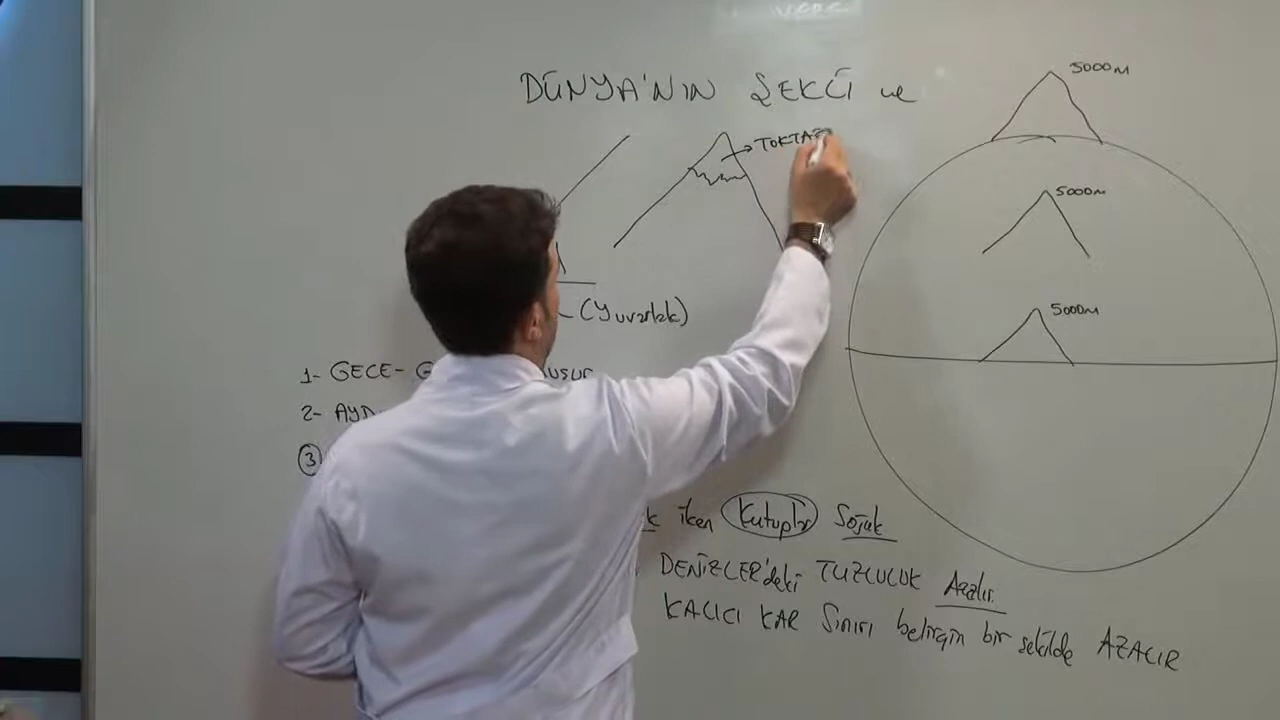 DÜNYA'NIN ŞEKLİ ve
5000M
TOKTA
5000M
5000M
(Yuvarlak)
1- GECE-
2- AYD
3
iken Kutuplar Soğuk
DENİZLER'deki TUZLULUK Azalır.
KALICI KAR Sınırı belirgin bir şekilde AZALIR